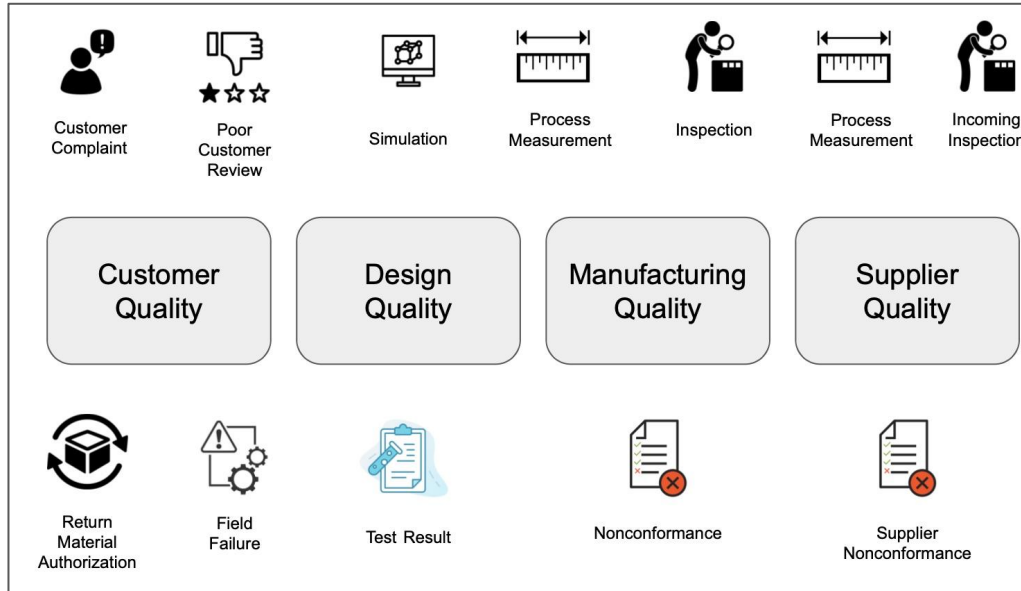 Customer
Complaint
Poor
Customer
Review
Simulation
Process
Measurement
Inspection
Process
Measurement
Incoming
Inspection
Customer
Quality
Design
Quality
Manufacturing
Quality
Supplier
Quality
Return
Material
Authorization
Field
Failure
Test Result
Nonconformance
Supplier
Nonconformance